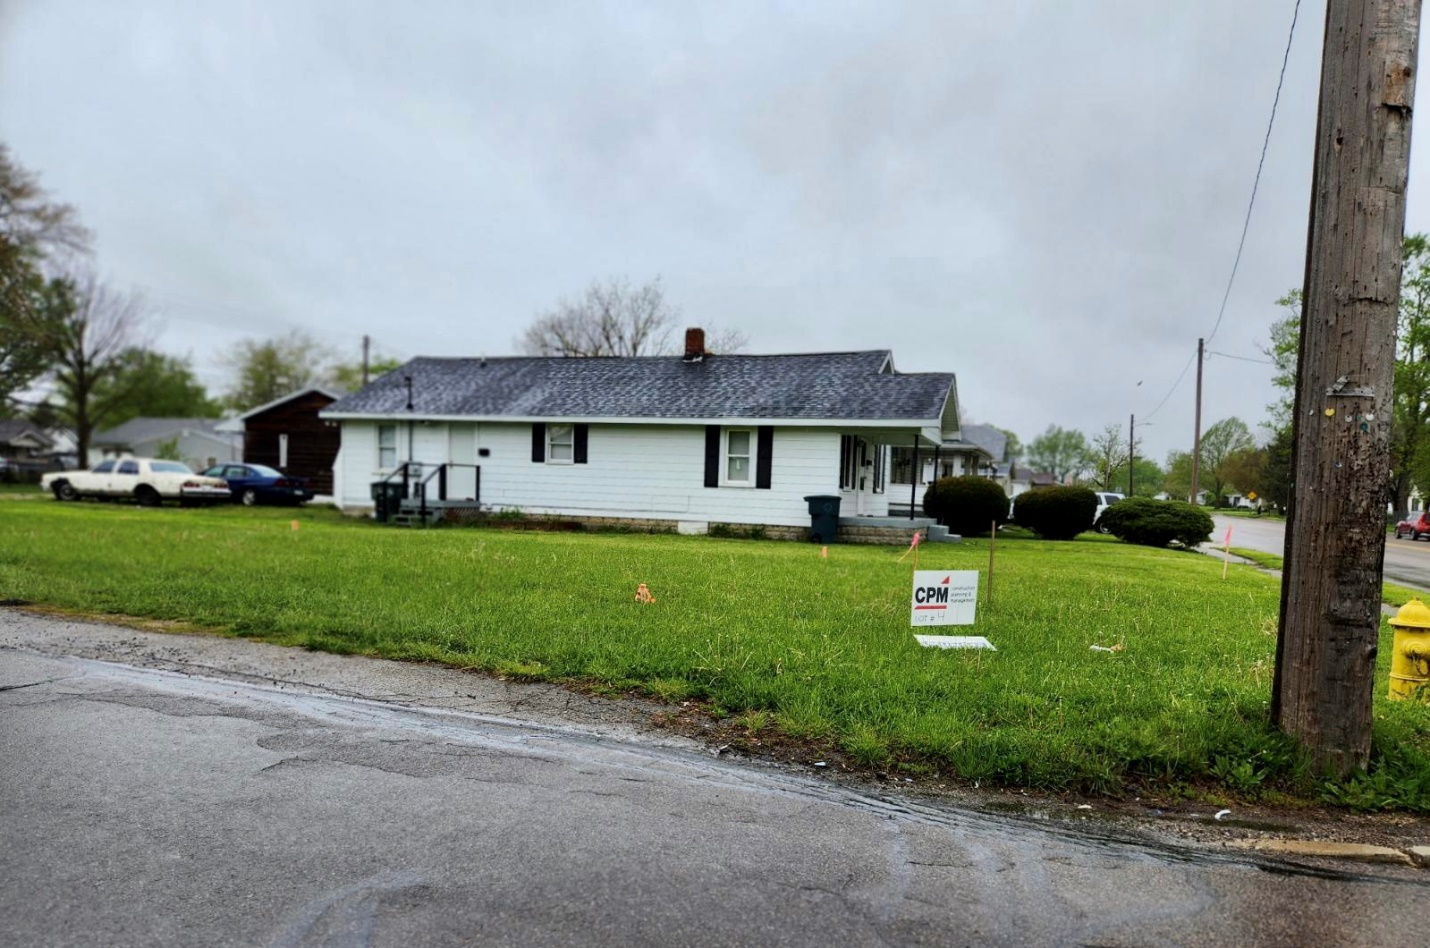 CPM
construction
planning &
management
LOT # 4